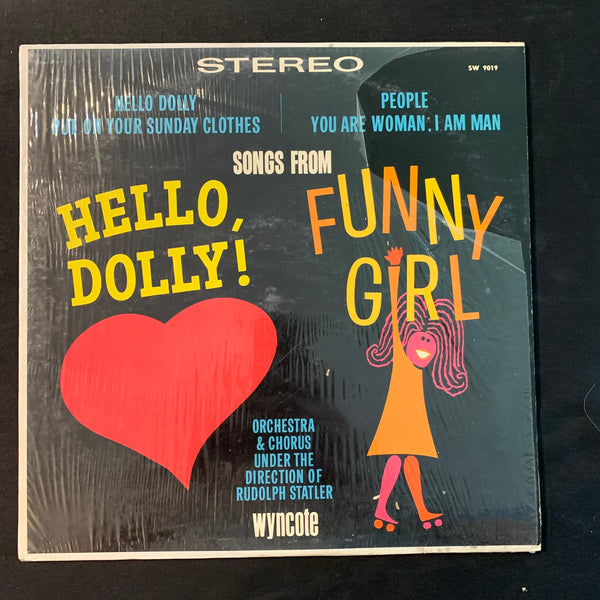 STEREO
SW 9019
HELLO DOLLY
PUT ON YOUR SUNDAY CLOTHES
PEOPLE
YOU ARE WOMAN, I AM MAN
SONGS FROM
HELLO,
DOLLY!
FUNNY
GIRL
ORCHESTRA
& CHORUS
UNDER THE
DIRECTION OF
RUDOLPH STATLER
wyncote